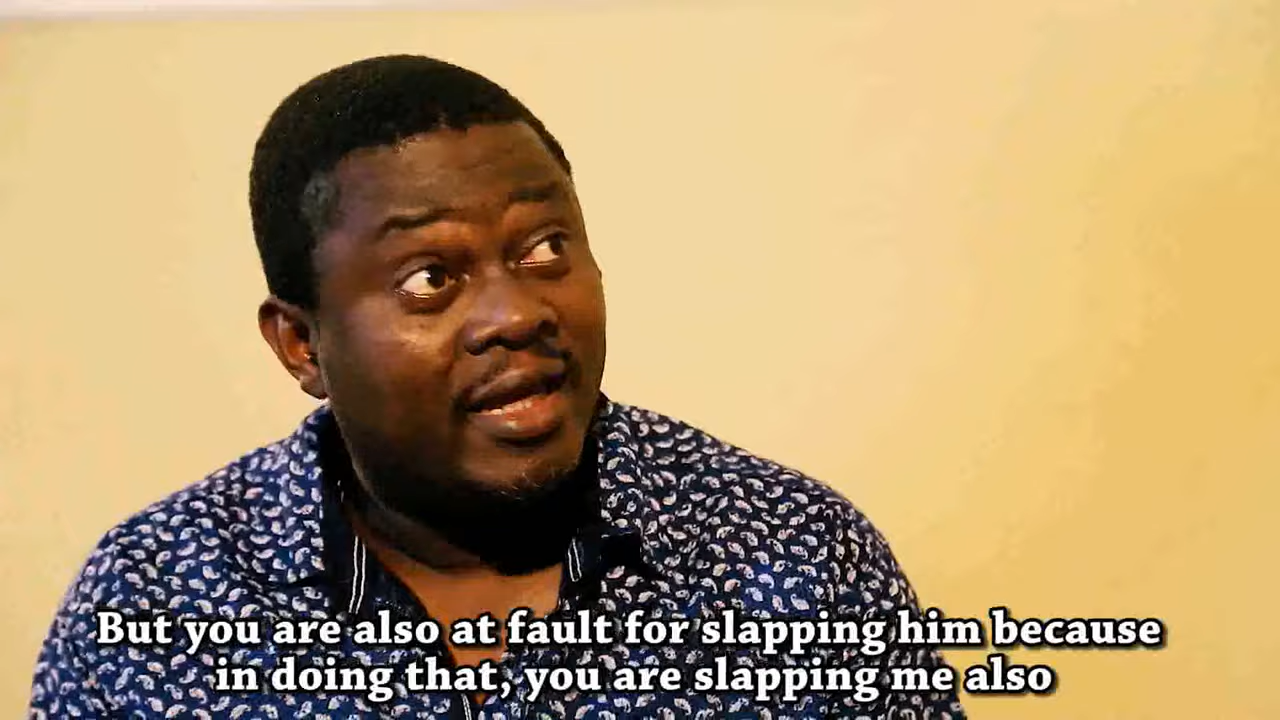 But you are also at fault for slapping him because
in doing that, you are slapping me also